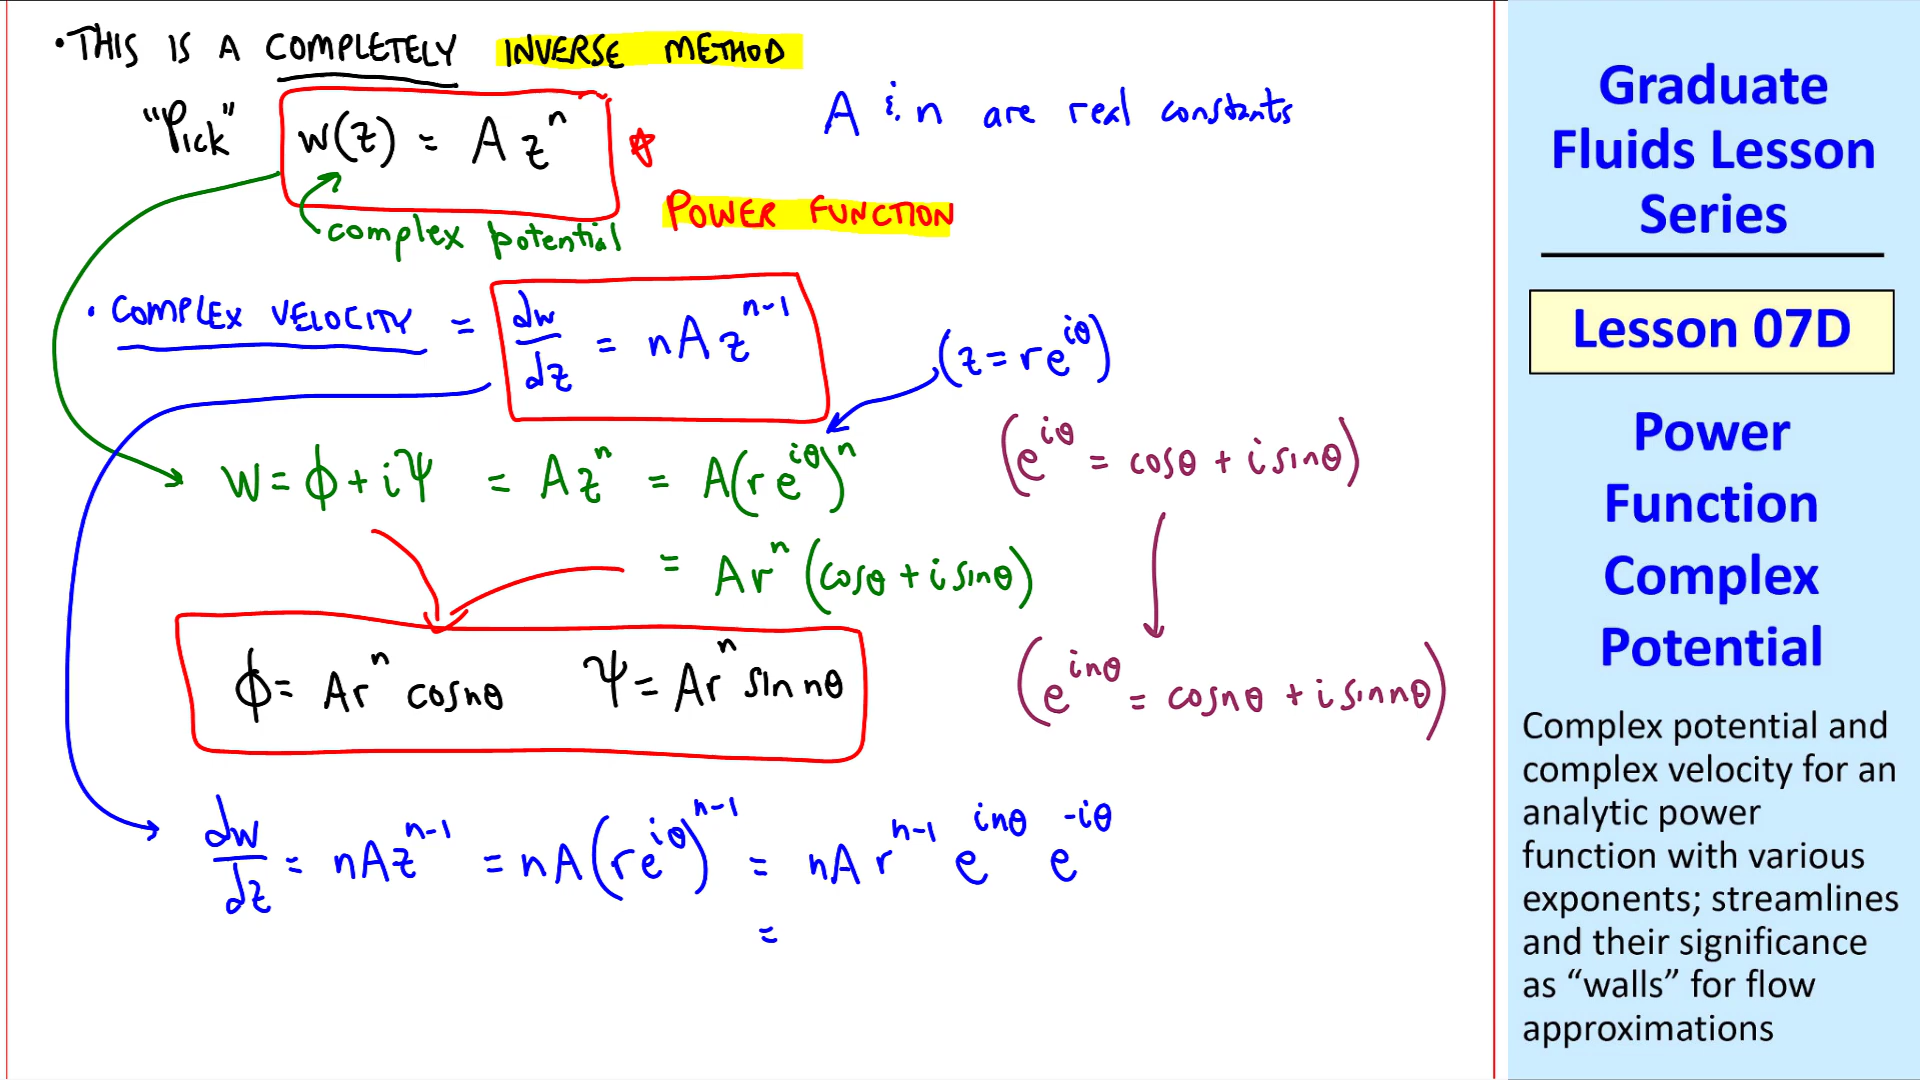 • THIS IS A COMPLETELY INVERSE METHOD
"Pick" w(z) = A z^n ☆ A & n are real constants
POWER FUNCTION
complex potential
• COMPLEX VELOCITY = dw/dz = nA z^(n-1)
(z = r e^(iθ))
(e^(iθ) = cosθ + i sinθ)
W = ϕ + iψ = A z^n = A(r e^(iθ))^n
= A r^n (cosθ + i sinθ)
ϕ = A r^n cos nθ ψ = A r^n sin nθ
(e^(inθ) = cos nθ + i sin nθ)
dw/dz = nA z^(n-1) = nA(r e^(iθ))^(n-1) = nA r^(n-1) e^(inθ) e^(-iθ)
=
Graduate
Fluids Lesson
Series
Lesson 07D
Power
Function
Complex
Potential
Complex potential and
complex velocity for an
analytic power
function with various
exponents; streamlines
and their significance
as “walls” for flow
approximations